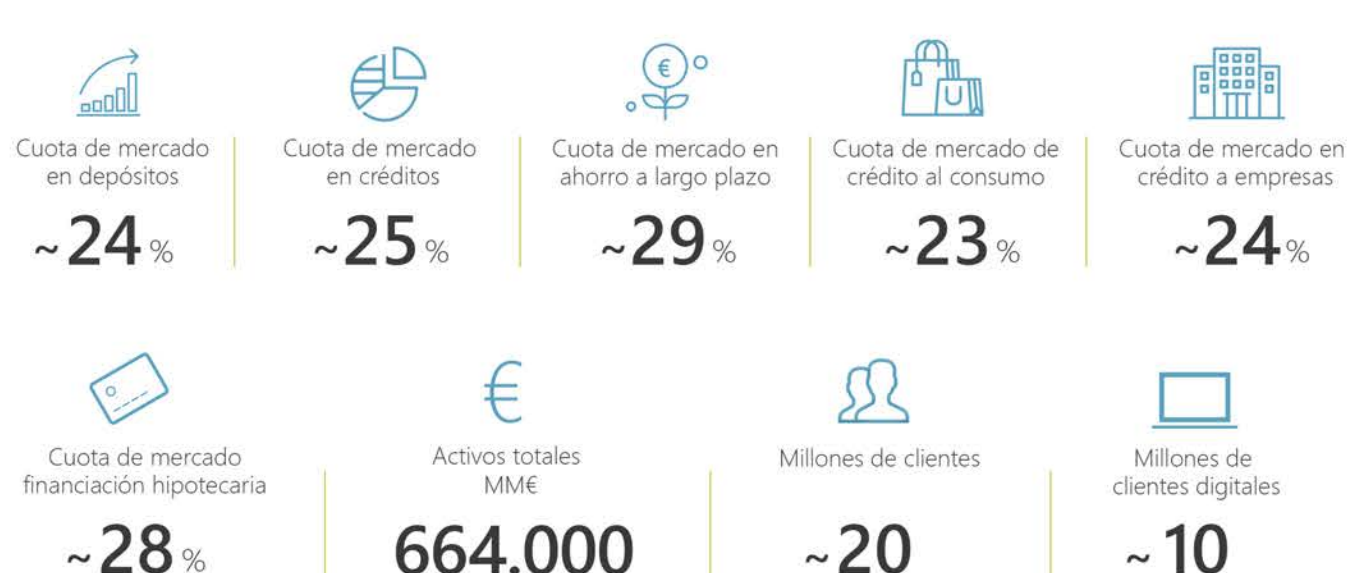 €
Cuota de mercado
en depósitos
~24 %
Cuota de mercado
en créditos
~25 %
Cuota de mercado en
ahorro a largo plazo
~29 %
Cuota de mercado de
crédito al consumo
~23 %
Cuota de mercado en
crédito a empresas
~24 %
Cuota de mercado
financiación hipotecaria
~28 %
€
Activos totales
MM€
664.000
Millones de clientes
~20
Millones de
clientes digitales
~10